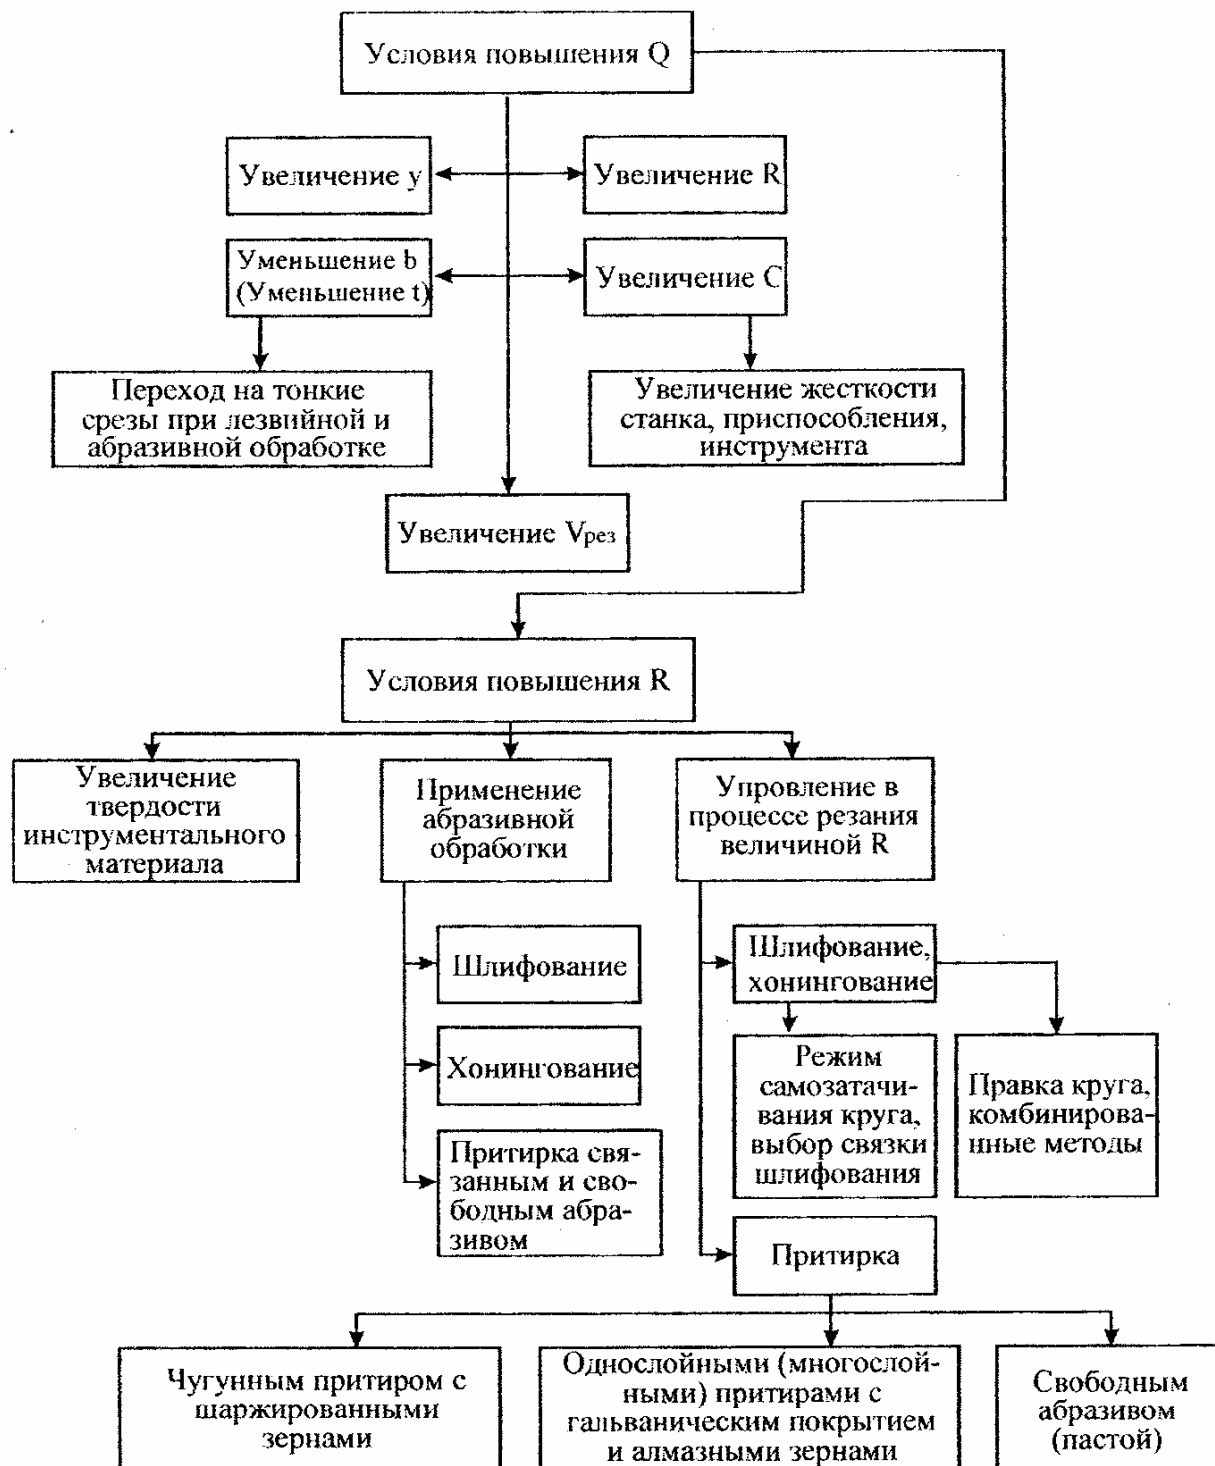 Условия повышения Q
Увеличение у
Увеличение R
Уменьшение b
(Уменьшение t)
Увеличение C
Переход на тонкие
срезы при лезвийной и
абразивной обработке
Увеличение жесткости
станка, приспособления,
инструмента
Увеличение Vрез
Условия повышения R
Увеличение
твердости
инструментального
материала
Применение
абразивной
обработки
Упровление в
процессе резания
величиной R
Шлифование
Хонингование
Притирка свя-
занным и сво-
бодным абра-
зивом
Шлифование,
хонингование
Режим
самозатачи-
вания круга,
выбор связки
шлифования
Правка круга,
комбинирова-
нные методы
Притирка
Чугунным притиром с
шаржированными
зернами
Однослойными (многослой-
ными) притирами с
гальваническим покрытием
и алмазными зернами
Свободным
абразивом
(пастой)